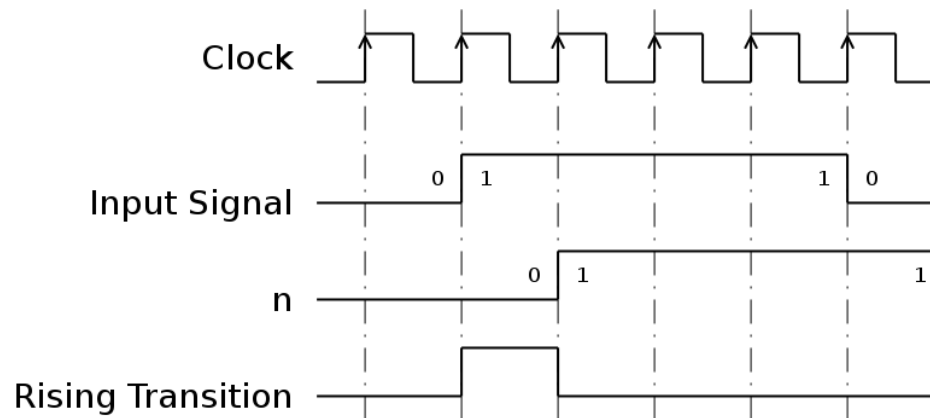 Clock
0 1 1 0
Input Signal
0 1 1
n
Rising Transition